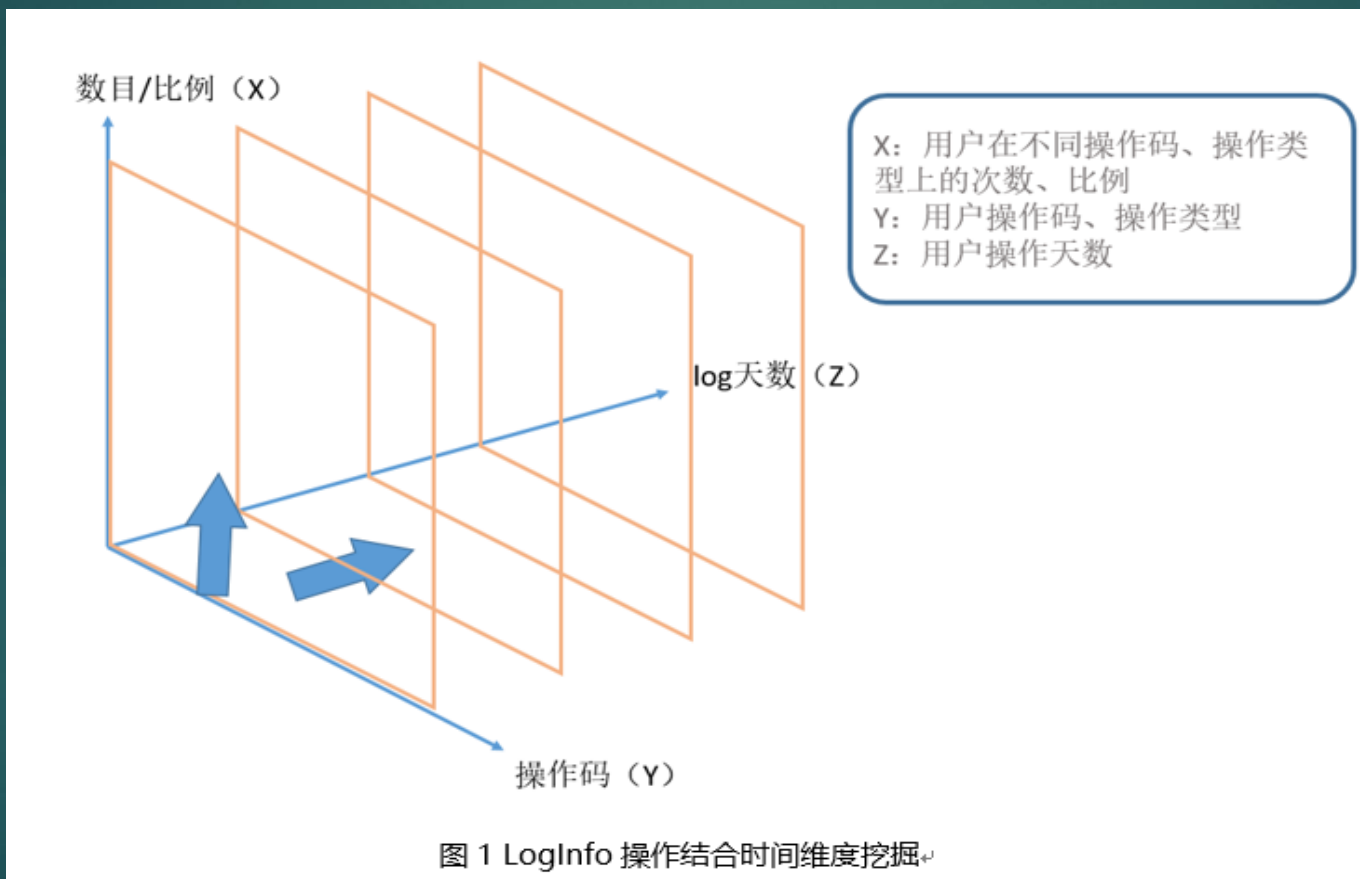 数目/比例（X）
X：用户在不同操作码、操作类
型上的次数、比例
Y：用户操作码、操作类型
Z：用户操作天数
log天数（Z）
操作码（Y）
图 1 LogInfo 操作结合时间维度挖掘↵